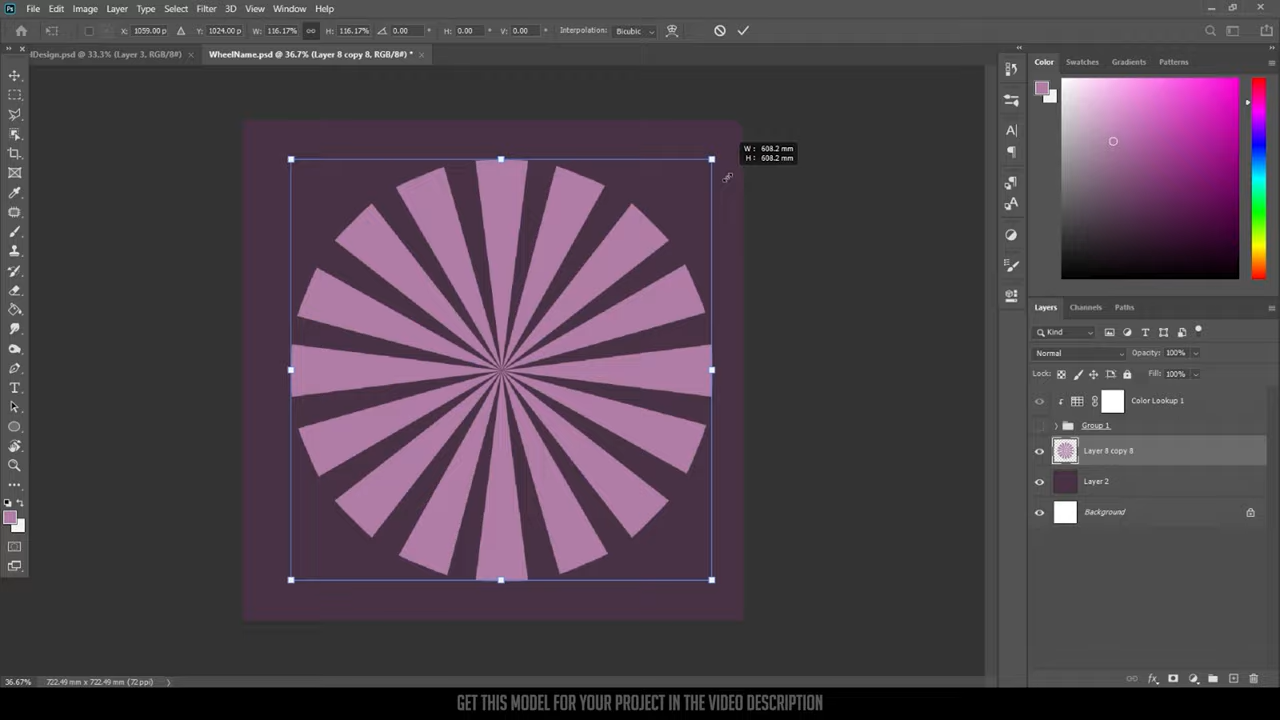 Ps File Edit Image Layer Type Select Filter 3D View Window Help
X: 1059.00 px Y: 1024.00 px W: 116.17% H: 116.17% 0.00 ° H: 0.00 ° V: 0.00 ° Interpolation: Bicubic
lDesign.psd @ 33.3% (Layer 3, RGB/8#) × WheelName.psd @ 36.7% (Layer 8 copy 8, RGB/8#) * ×
Color Swatches Gradients Patterns
W: 608.2 mm
H: 608.2 mm
Layers Channels Paths
Kind
Normal Opacity: 100%
Lock: Fill: 100%
Color Lookup 1
Group 1
Layer 8 copy 8
Layer 2
Background
36.67% 722.49 mm x 722.49 mm (72 ppi)
GET THIS MODEL FOR YOUR PROJECT IN THE VIDEO DESCRIPTION